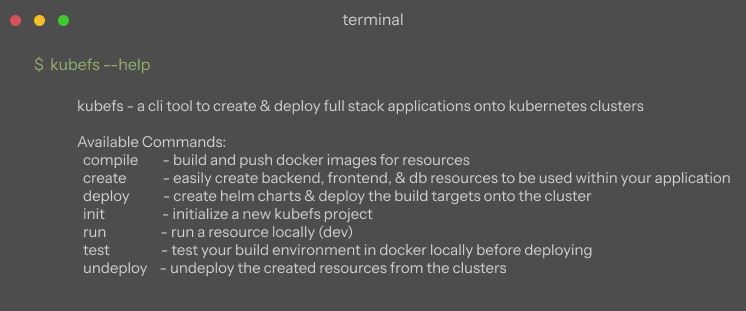 terminal
$ kubefs --help
kubefs - a cli tool to create & deploy full stack applications onto kubernetes clusters
Available Commands:
compile - build and push docker images for resources
create - easily create backend, frontend, & db resources to be used within your application
deploy - create helm charts & deploy the build targets onto the cluster
init - initialize a new kubefs project
run - run a resource locally (dev)
test - test your build environment in docker locally before deploying
undeploy - undeploy the created resources from the clusters